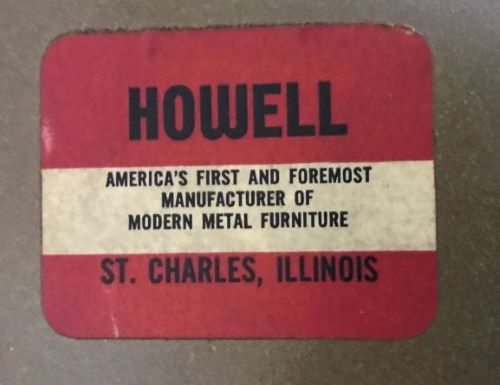 HOWELL
AMERICA'S FIRST AND FOREMOST
MANUFACTURER OF
MODERN METAL FURNITURE
ST. CHARLES, ILLINOIS